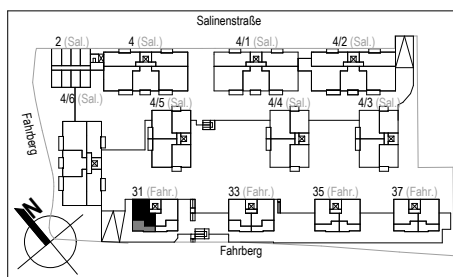 Salinenstraße
2 (Sal.) 4 (Sal.) 4/1 (Sal.) 4/2 (Sal.)
4/6 (Sal.) 4/5 (Sal.) 4/4 (Sal.) 4/3 (Sal.)
Fahrberg
31 (Fahr.) 33 (Fahr.) 35 (Fahr.) 37 (Fahr.)
N
Fahrberg